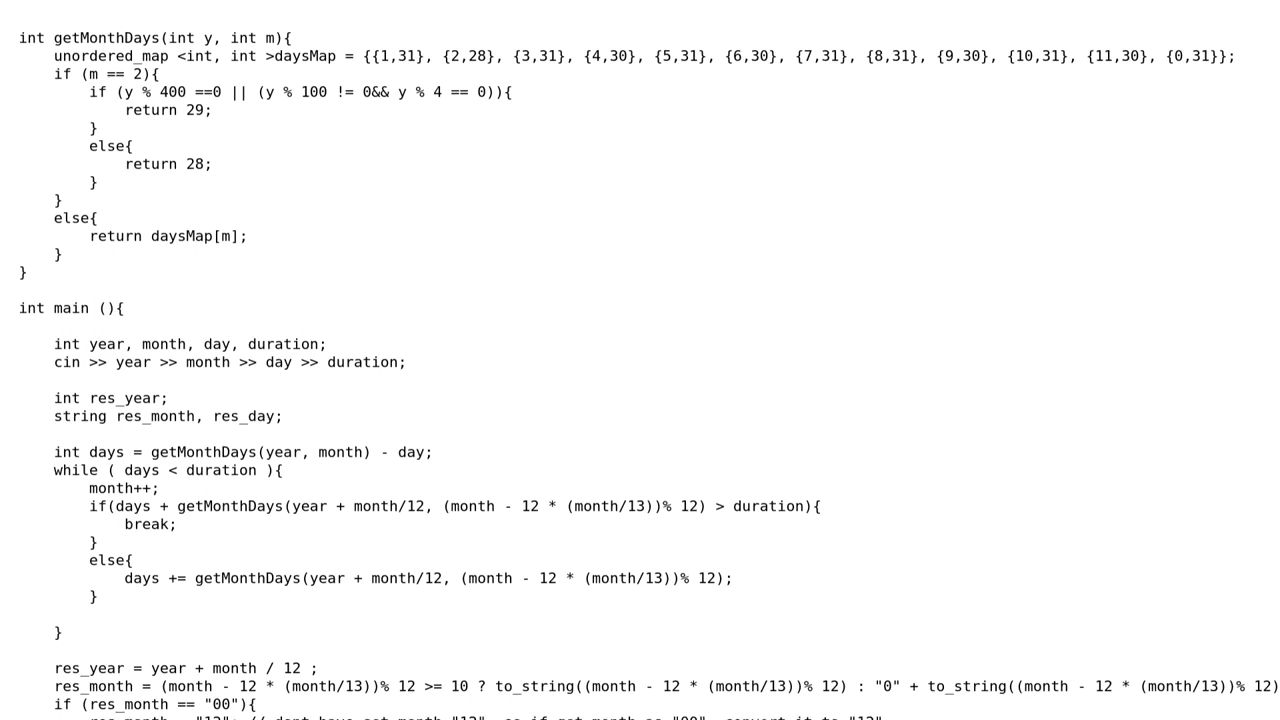 int getMonthDays(int y, int m){
    unordered_map <int, int >daysMap = {{1,31}, {2,28}, {3,31}, {4,30}, {5,31}, {6,30}, {7,31}, {8,31}, {9,30}, {10,31}, {11,30}, {0,31}};
    if (m == 2){
        if (y % 400 ==0 || (y % 100 != 0&& y % 4 == 0)){
            return 29;
        }
        else{
            return 28;
        }
    }
    else{
        return daysMap[m];
    }
}
int main (){
    int year, month, day, duration;
    cin >> year >> month >> day >> duration;
    int res_year;
    string res_month, res_day;
    int days = getMonthDays(year, month) - day;
    while ( days < duration ){
        month++;
        if(days + getMonthDays(year + month/12, (month - 12 * (month/13))% 12) > duration){
            break;
        }
        else{
            days += getMonthDays(year + month/12, (month - 12 * (month/13))% 12);
        }
    }
    res_year = year + month / 12 ;
    res_month = (month - 12 * (month/13))% 12 >= 10 ? to_string((month - 12 * (month/13))% 12) : "0" + to_string((month - 12 * (month/13))% 12)
    if (res_month == "00"){